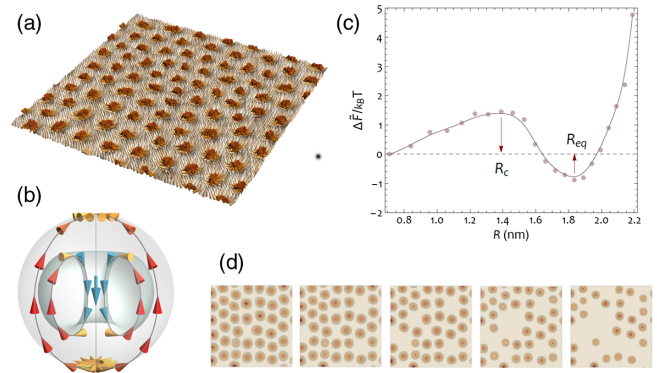 (a)
(b)
(c)
5
4
3
2
1
0
−1
−2
ΔF̃/k_BT
R_c
R_eq
0.8 1.0 1.2 1.4 1.6 1.8 2.0 2.2
R (nm)
(d)